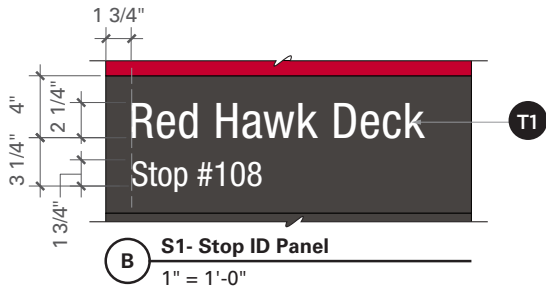 1 3/4"
4"
2 1/4"
3 1/4"
1 3/4"
Red Hawk Deck
T1
Stop #108
B
S1- Stop ID Panel
1" = 1'-0"